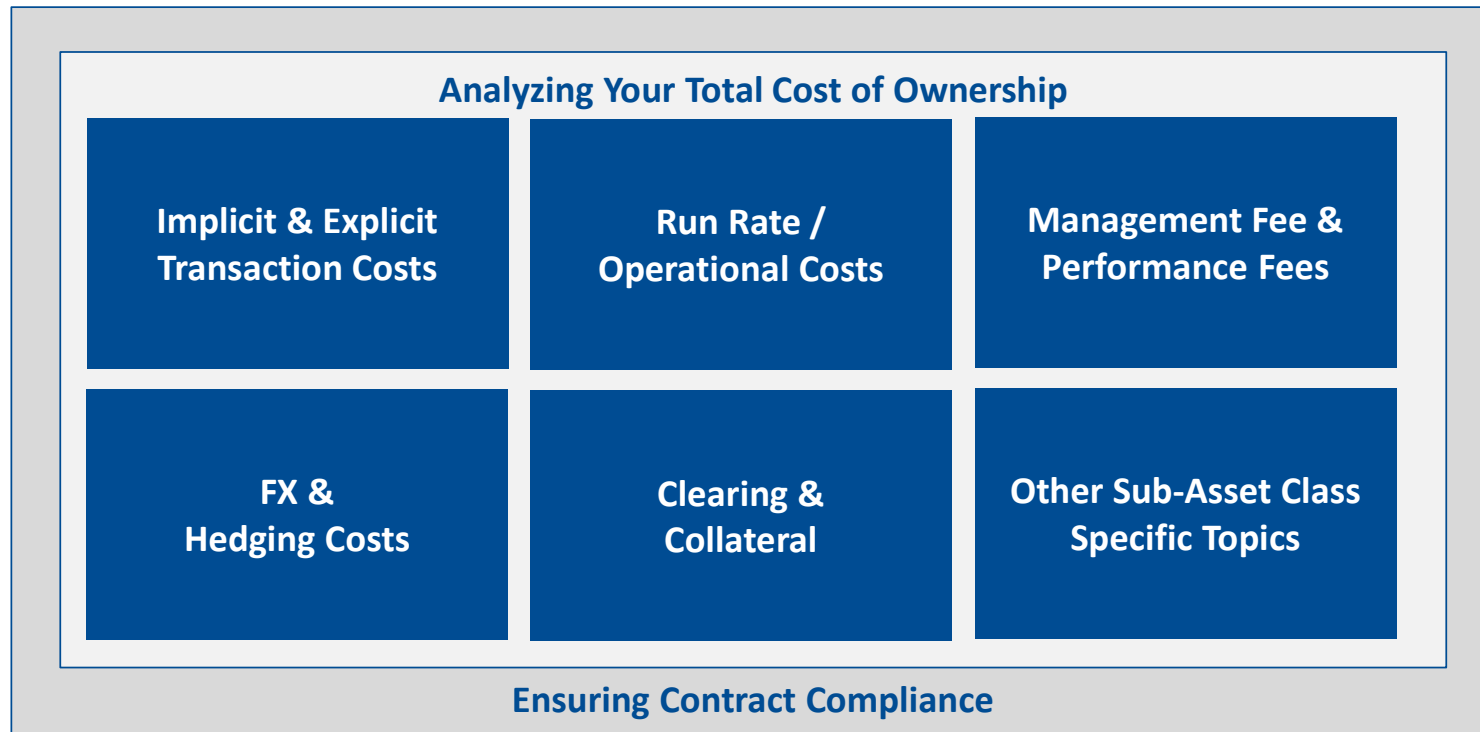 Analyzing Your Total Cost of Ownership
Implicit & Explicit
Transaction Costs
Run Rate /
Operational Costs
Management Fee &
Performance Fees
FX &
Hedging Costs
Clearing &
Collateral
Other Sub-Asset Class
Specific Topics
Ensuring Contract Compliance